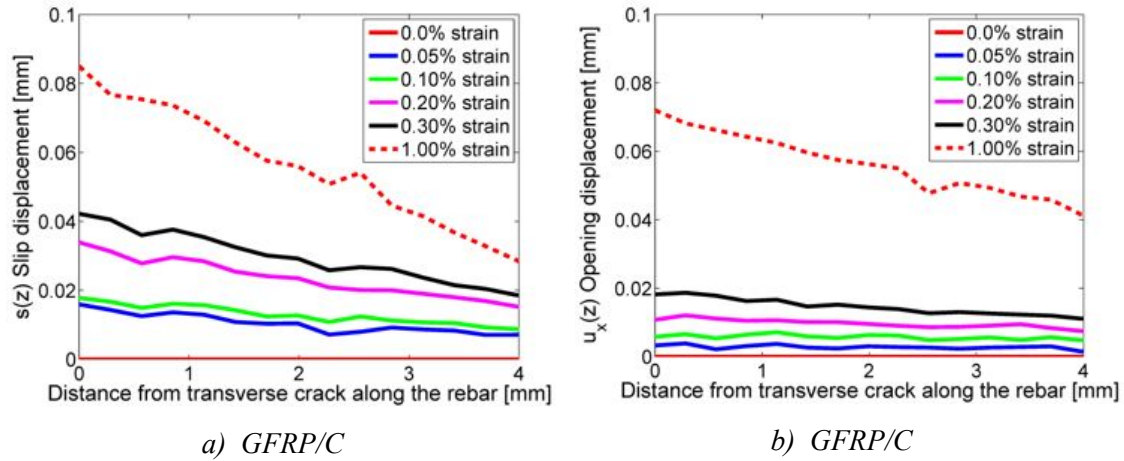 0.1
0.08
0.06
0.04
0.02
0
s(z) Slip displacement [mm]
0.0% strain
0.05% strain
0.10% strain
0.20% strain
0.30% strain
1.00% strain
0 1 2 3 4
Distance from transverse crack along the rebar [mm]
a) GFRP/C
0.1
0.08
0.06
0.04
0.02
0
u_x(z) Opening displacement [mm]
0.0% strain
0.05% strain
0.10% strain
0.20% strain
0.30% strain
1.00% strain
0 1 2 3 4
Distance from transverse crack along the rebar [mm]
b) GFRP/C